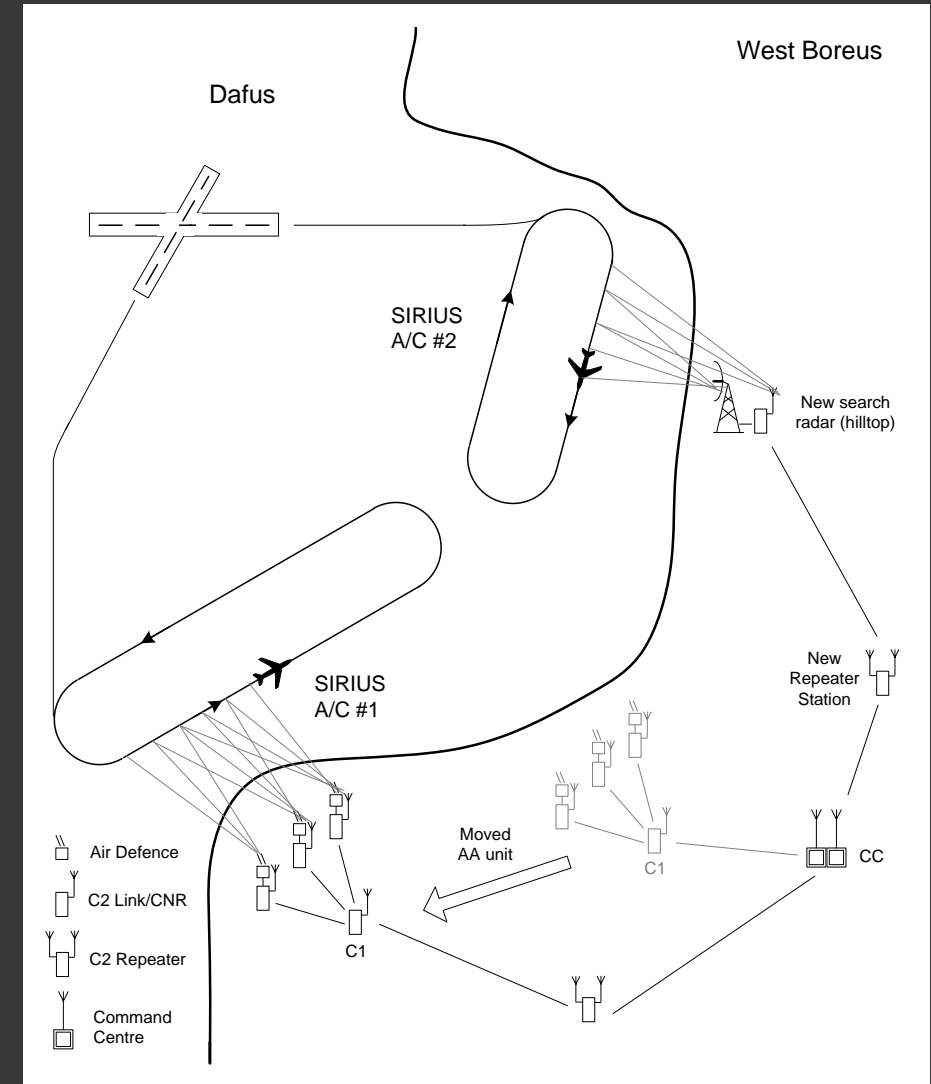 West Boreus
Dafus
SIRIUS
A/C #2
New search
radar (hilltop)
SIRIUS
A/C #1
New
Repeater
Station
Moved
AA unit
C1
CC
Air Defence
C2 Link/CNR
C1
C2 Repeater
Command
Centre